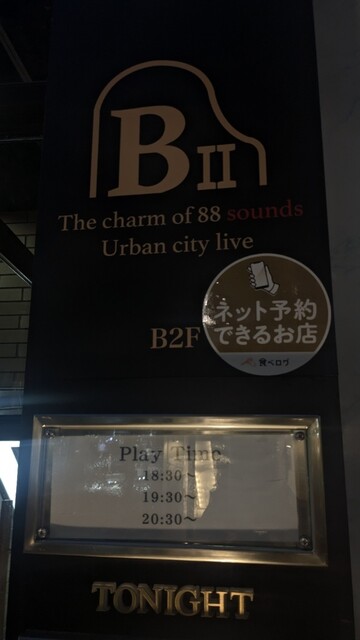 B II
The charm of 88 sounds
Urban city live
B2F
ネット予約
できるお店
食べログ
Play Time
18:30～
19:30～
20:30～
TONIGHT